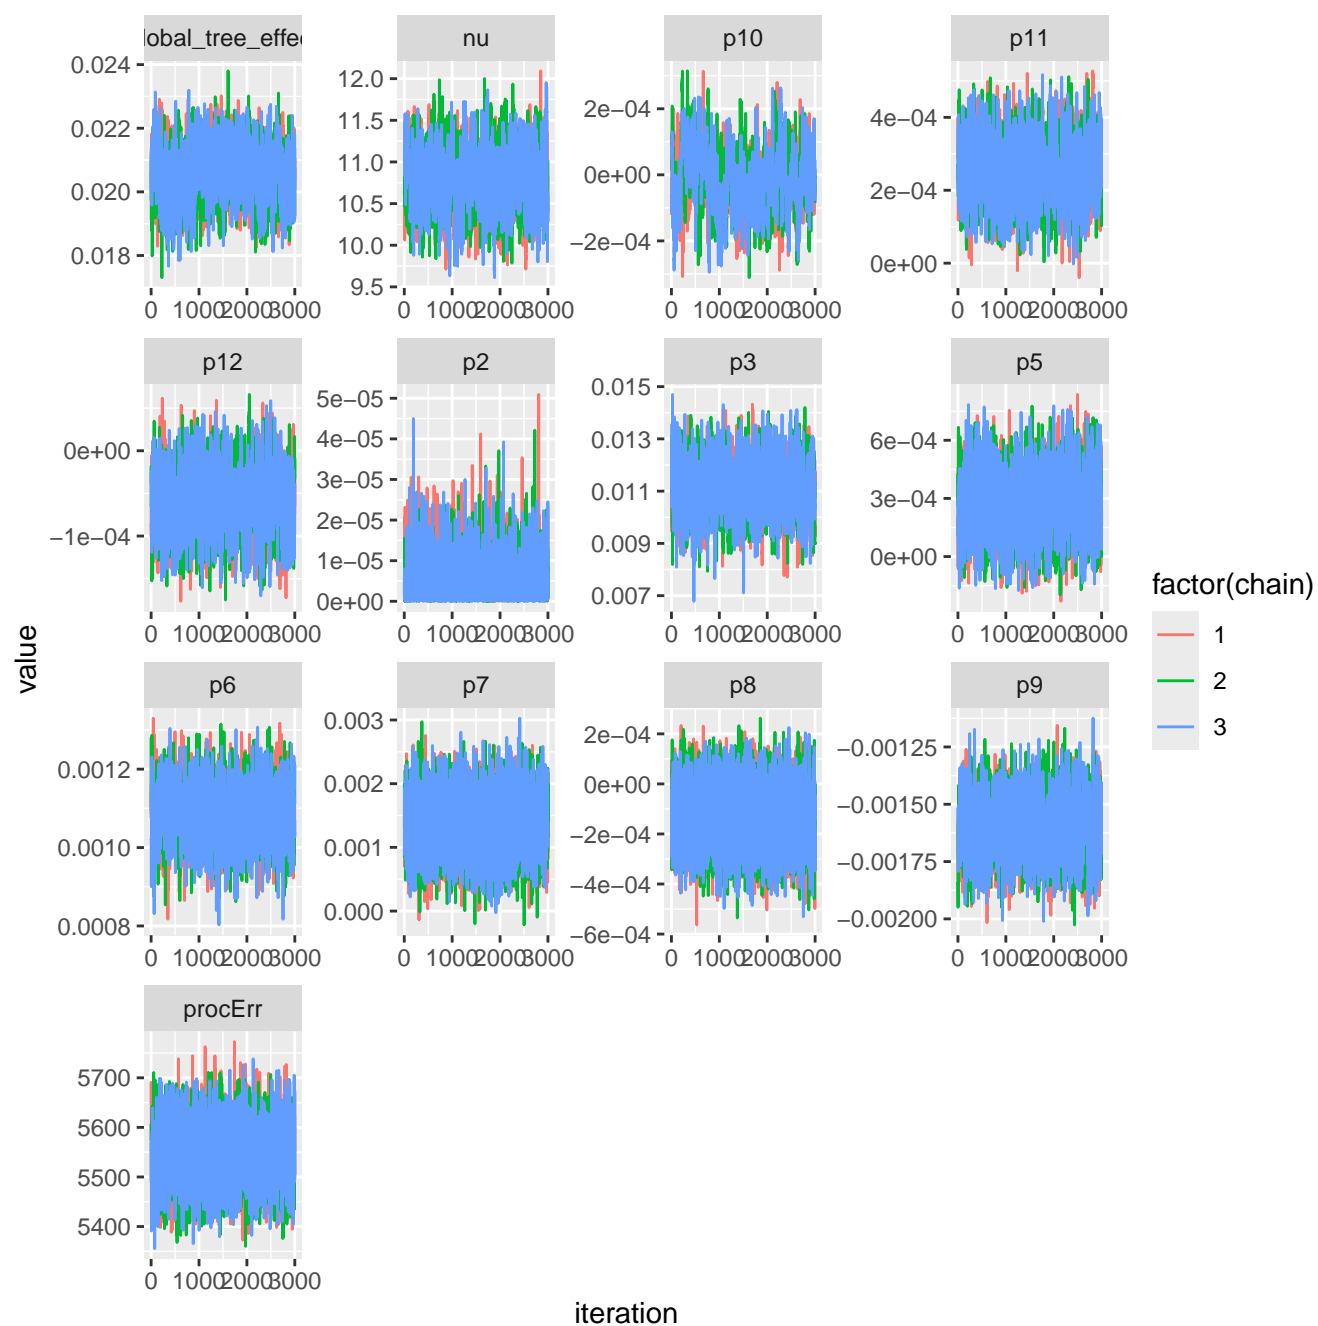 lobal_tree_effe
nu
p10
p11
0.024
0.022
0.020
0.018
12.0
11.5
11.0
10.5
10.0
9.5
2e−04
0e+00
−2e−04
4e−04
2e−04
0e+00
0 1000 2000 3000
0 1000 2000 3000
0 1000 2000 3000
0 1000 2000 3000
p12
p2
p3
p5
0e+00
−1e−04
5e−05
4e−05
3e−05
2e−05
1e−05
0e+00
0.015
0.013
0.011
0.009
0.007
6e−04
3e−04
0e+00
0 1000 2000 3000
0 1000 2000 3000
0 1000 2000 3000
0 1000 2000 3000
p6
p7
p8
p9
0.0012
0.0010
0.0008
0.003
0.002
0.001
0.000
2e−04
0e+00
−2e−04
−4e−04
−6e−04
−0.00125
−0.00150
−0.00175
−0.00200
0 1000 2000 3000
0 1000 2000 3000
0 1000 2000 3000
0 1000 2000 3000
procErr
5700
5600
5500
5400
0 1000 2000 3000
value
iteration
factor(chain)
1
2
3